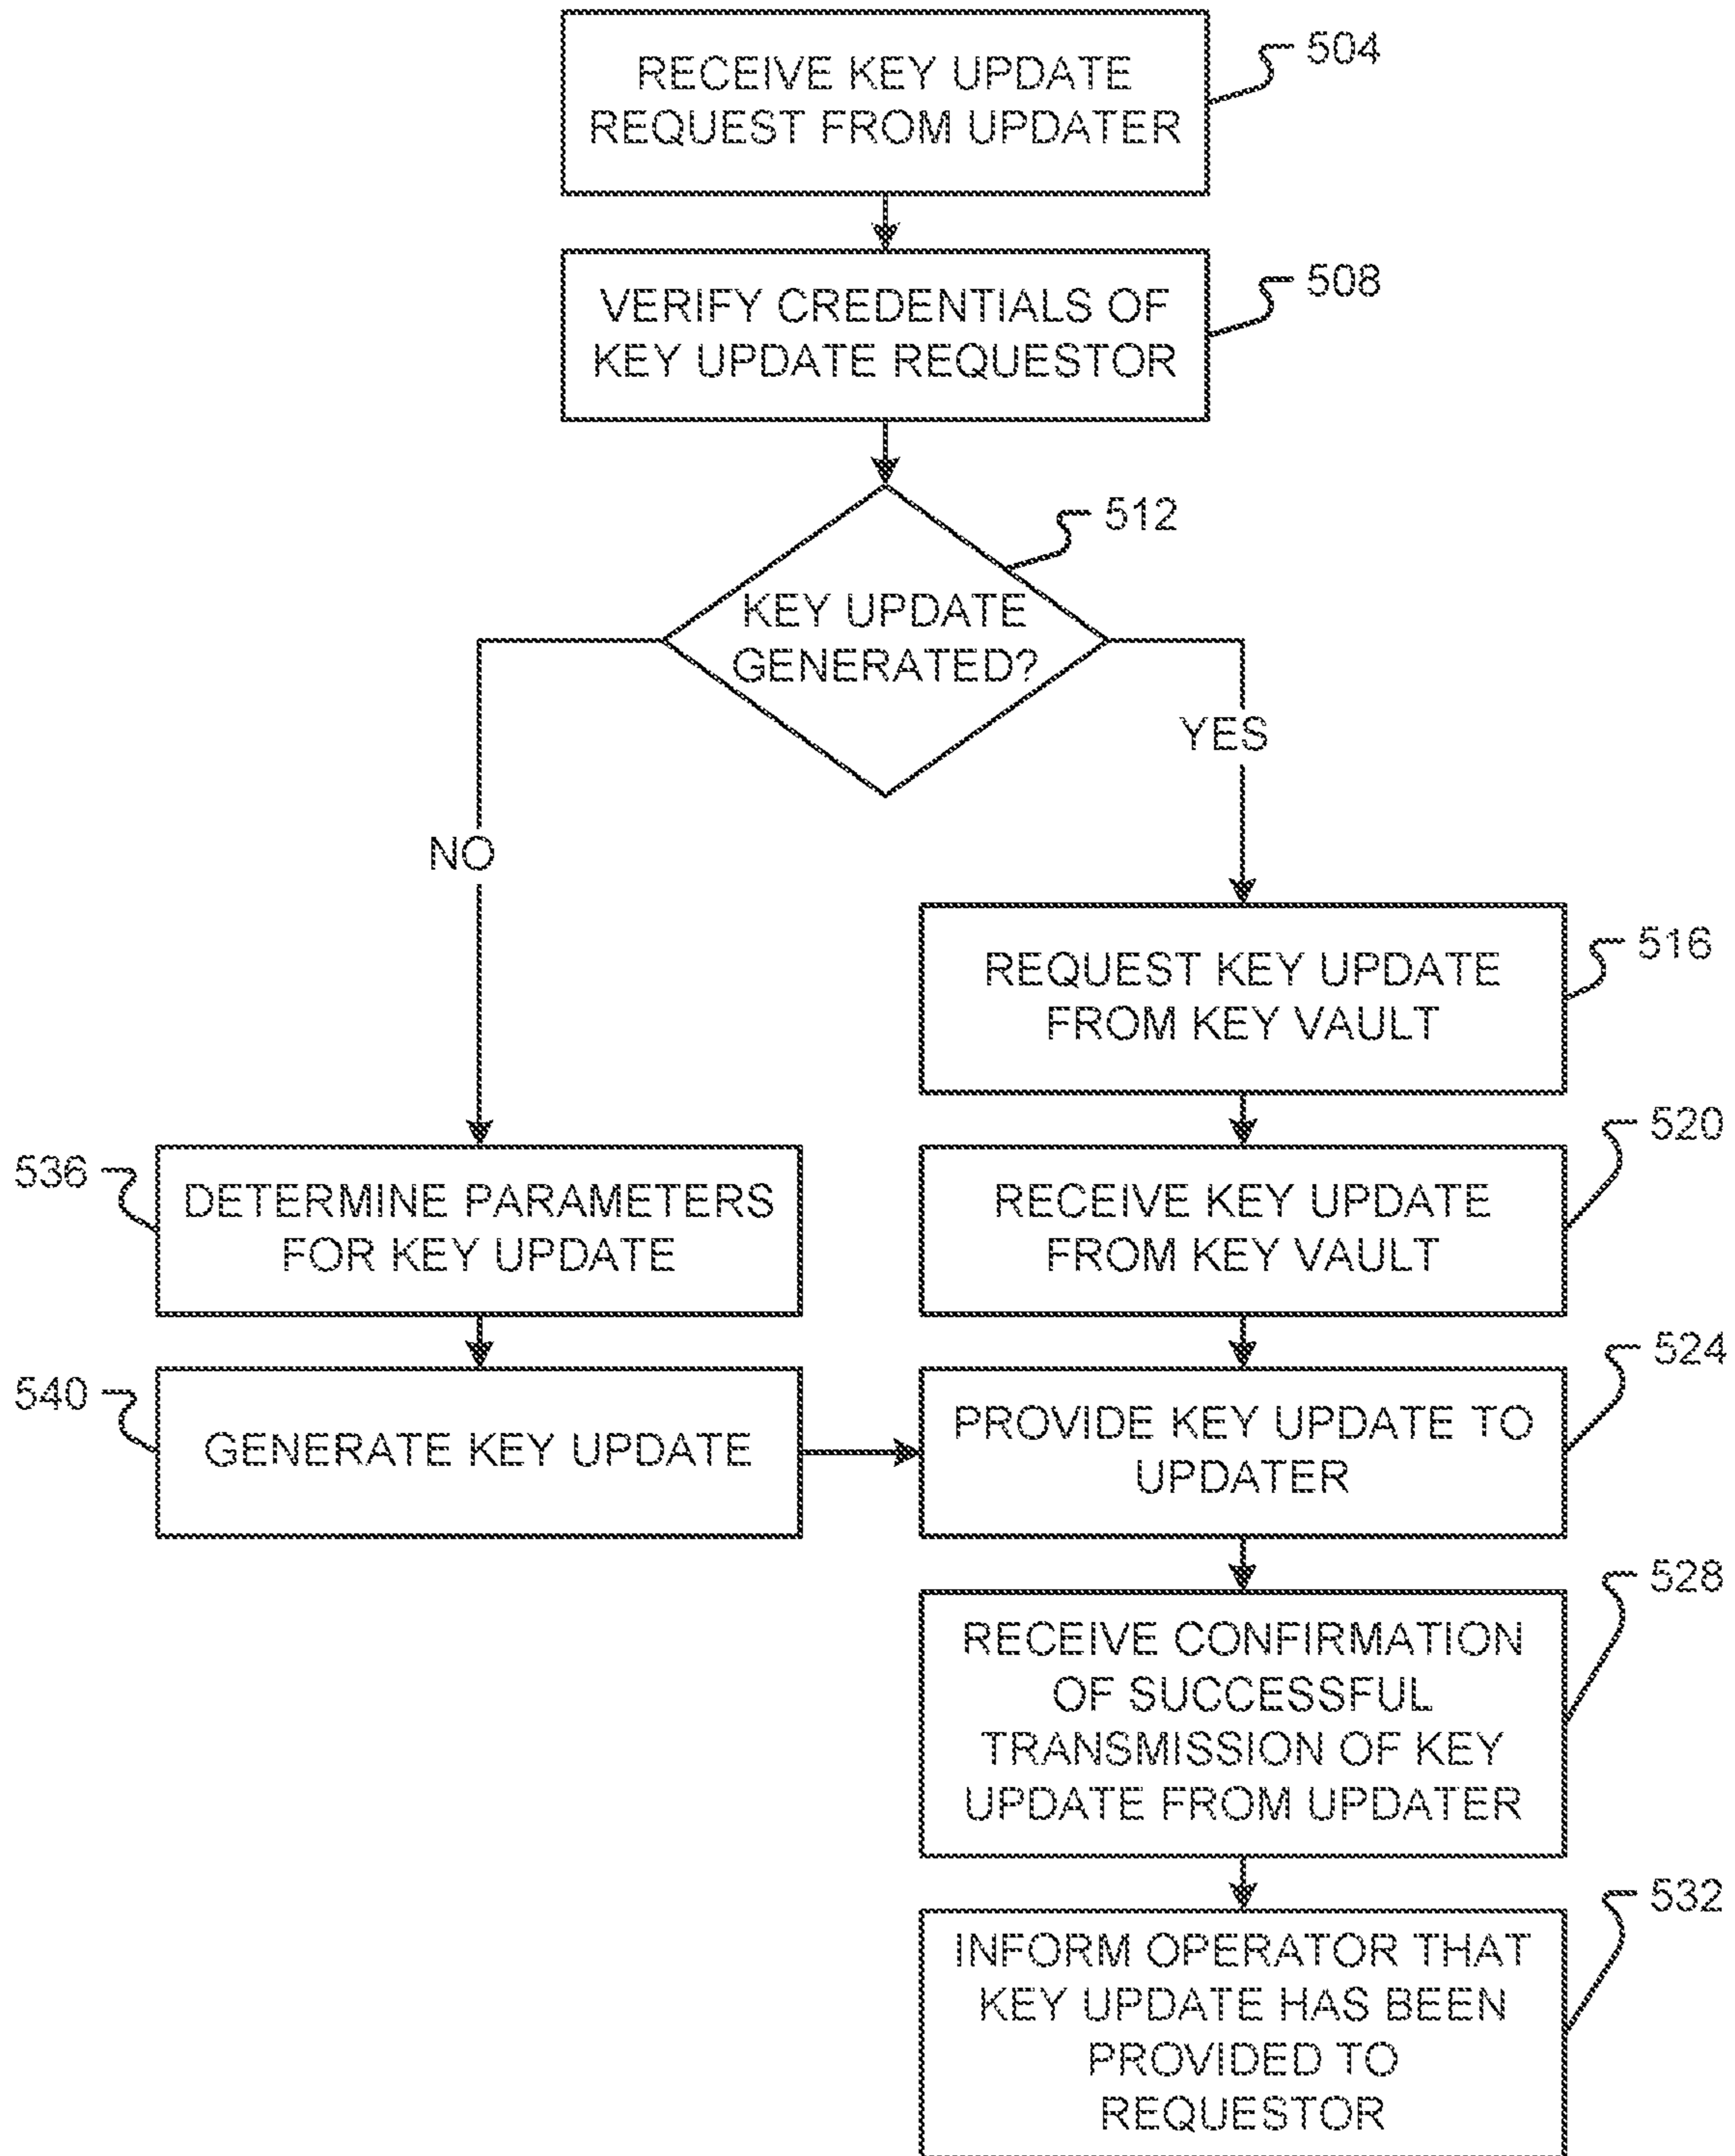 RECEIVE KEY UPDATE
REQUEST FROM UPDATER
504
VERIFY CREDENTIALS OF
KEY UPDATE REQUESTOR
508
512
KEY UPDATE
GENERATED?
YES
NO
REQUEST KEY UPDATE
FROM KEY VAULT
516
520
536
DETERMINE PARAMETERS
FOR KEY UPDATE
RECEIVE KEY UPDATE
FROM KEY VAULT
524
540
GENERATE KEY UPDATE
PROVIDE KEY UPDATE TO
UPDATER
528
RECEIVE CONFIRMATION
OF SUCCESSFUL
TRANSMISSION OF KEY
UPDATE FROM UPDATER
532
INFORM OPERATOR THAT
KEY UPDATE HAS BEEN
PROVIDED TO
REQUESTOR